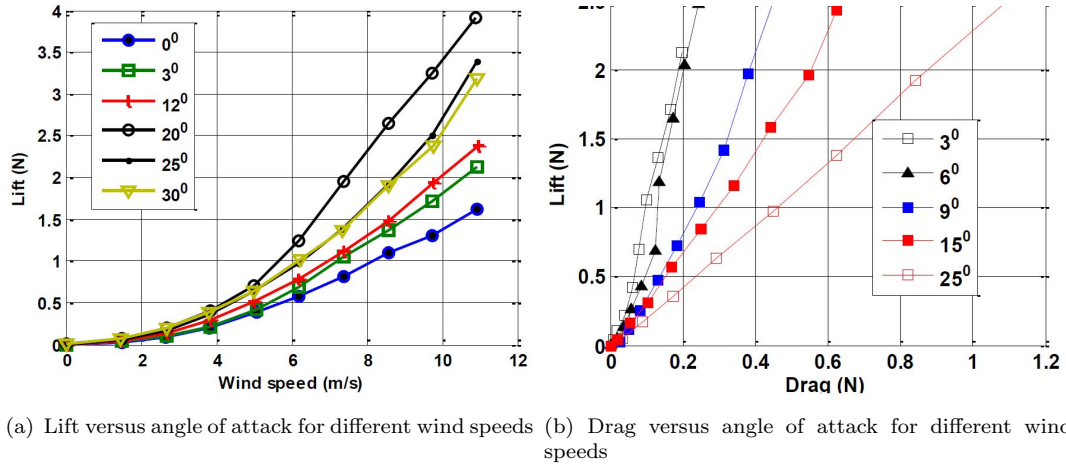 4
3.5
3
2.5
2
1.5
1
0.5
0
0 2 4 6 8 10 12
Lift (N)
Wind speed (m/s)
0⁰
3⁰
12⁰
20⁰
25⁰
30⁰
2
1
0.5
0
0 0.2 0.4 0.6 0.8 1 1.2
Lift (N)
Drag (N)
3⁰
6⁰
9⁰
15⁰
25⁰
(a) Lift versus angle of attack for different wind speeds
(b) Drag versus angle of attack for different wind
speeds